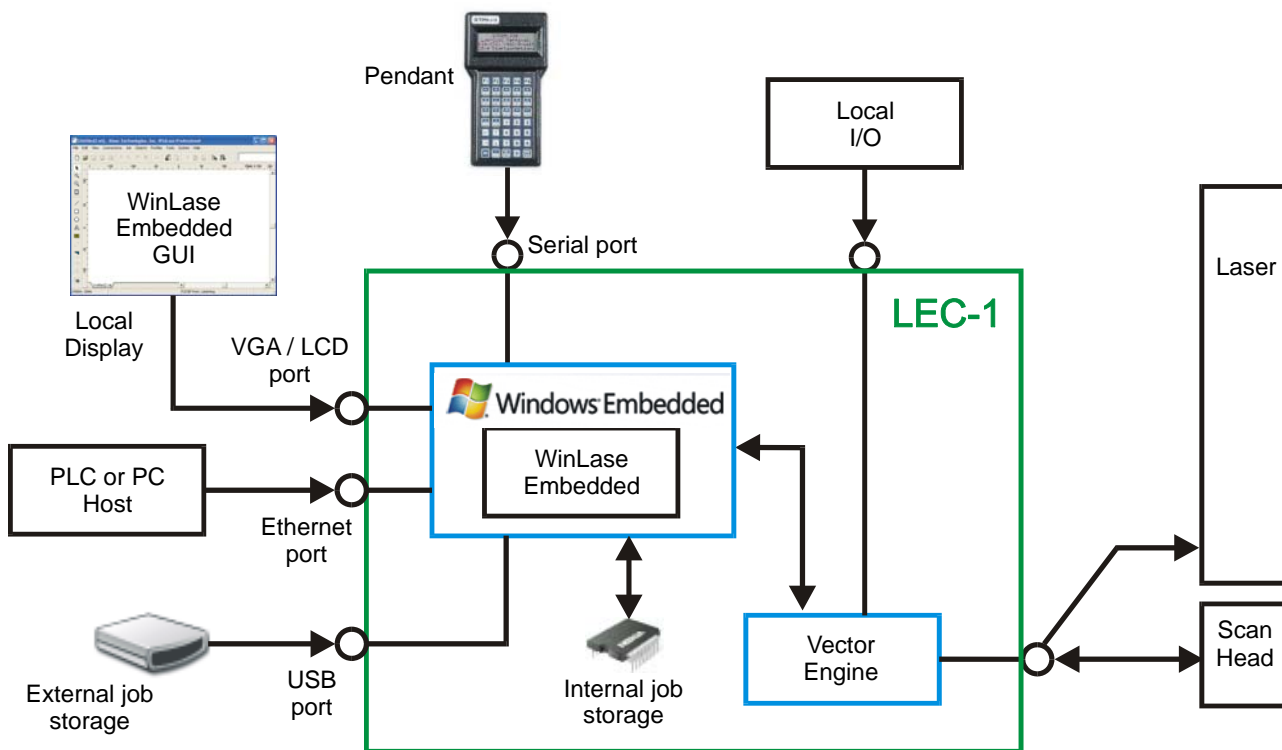 Pendant
Local
I/O
WinLase
Embedded
GUI
Serial port
Laser
LEC-1
Local
Display
VGA / LCD
port
Windows Embedded
WinLase
Embedded
PLC or PC
Host
Ethernet
port
Scan
Head
Vector
Engine
USB
port
External job
storage
Internal job
storage